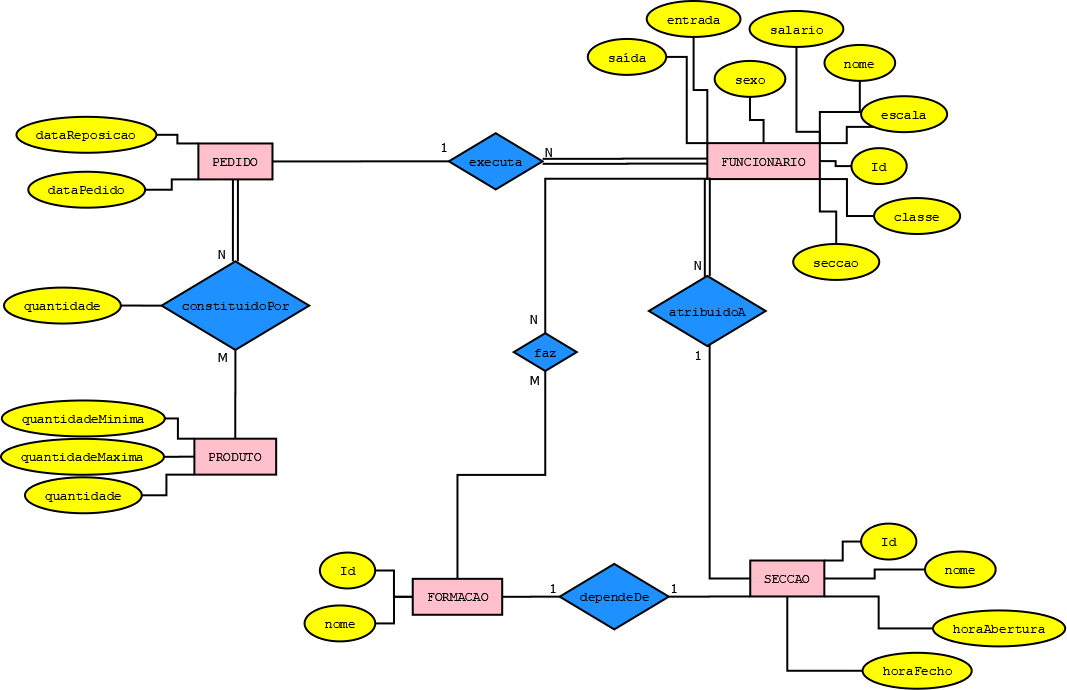 entrada
salario
saída
nome
sexo
escala
dataReposicao
1
N
PEDIDO
executa
FUNCIONARIO
Id
dataPedido
classe
N
seccao
N
quantidade
constituidoPor
atribuidoA
N
M
faz
1
M
quantidadeMinima
quantidadeMaxima
PRODUTO
quantidade
Id
nome
Id
SECCAO
nome
FORMACAO
1
dependeDe
1
nome
horaAbertura
horaFecho